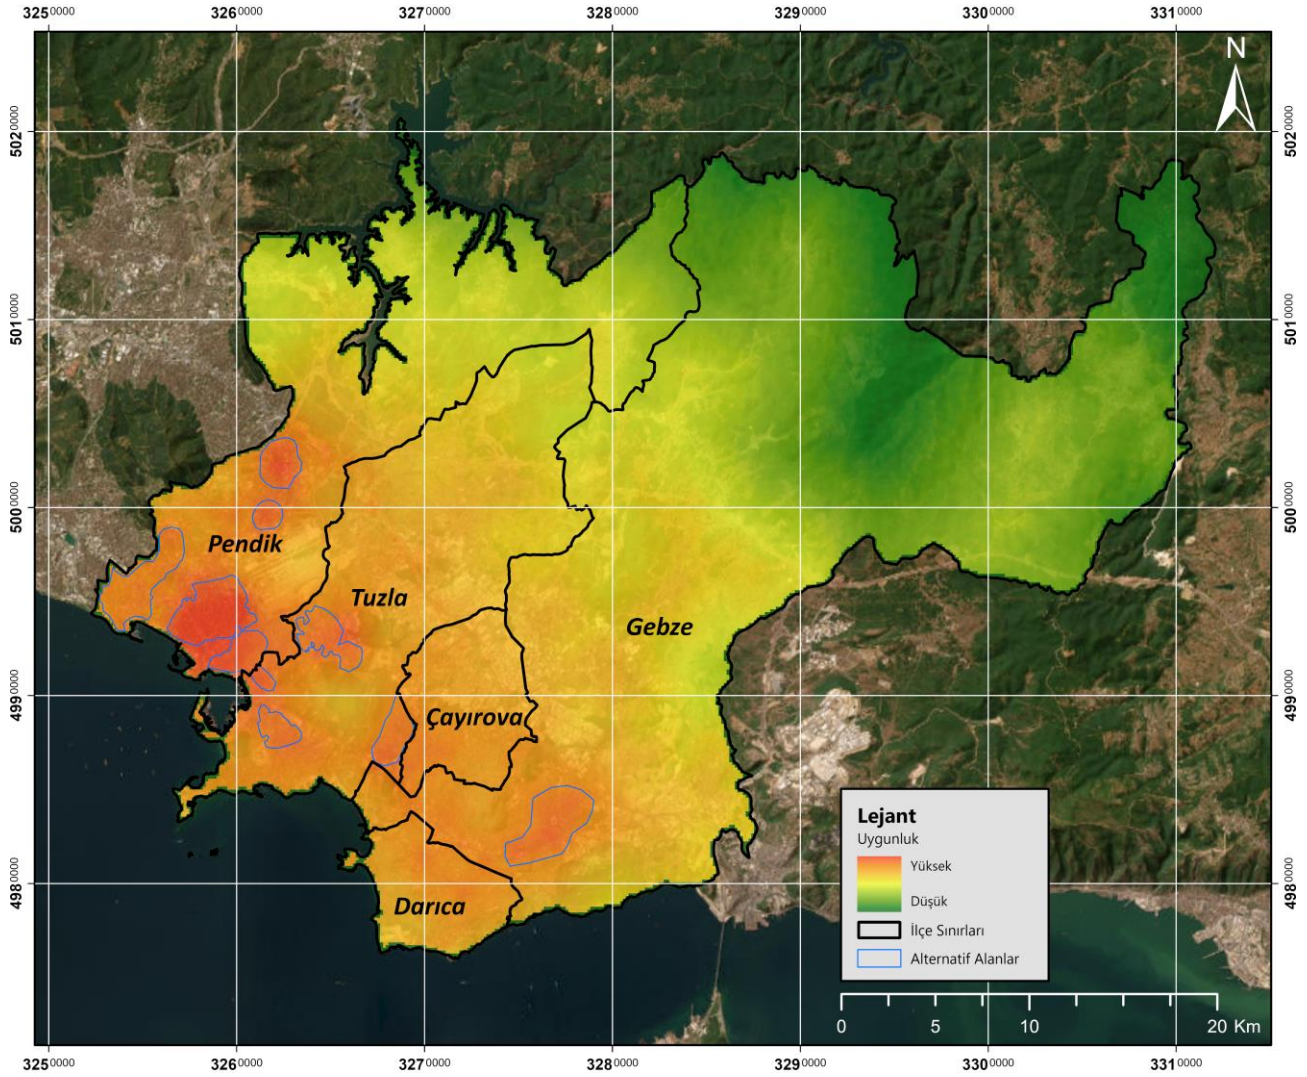 3250000 3260000 3270000 3280000 3290000 3300000 3310000
N
5020000 5020000
5010000 5010000
5000000 5000000
Pendik
Tuzla
Gebze
4990000 4990000
Çayırova
Lejant
Uygunluk
Yüksek
4980000 4980000
Düşük
Darıca
İlçe Sınırları
Alternatif Alanlar
0 5 10 20 Km
3250000 3260000 3270000 3280000 3290000 3300000 3310000